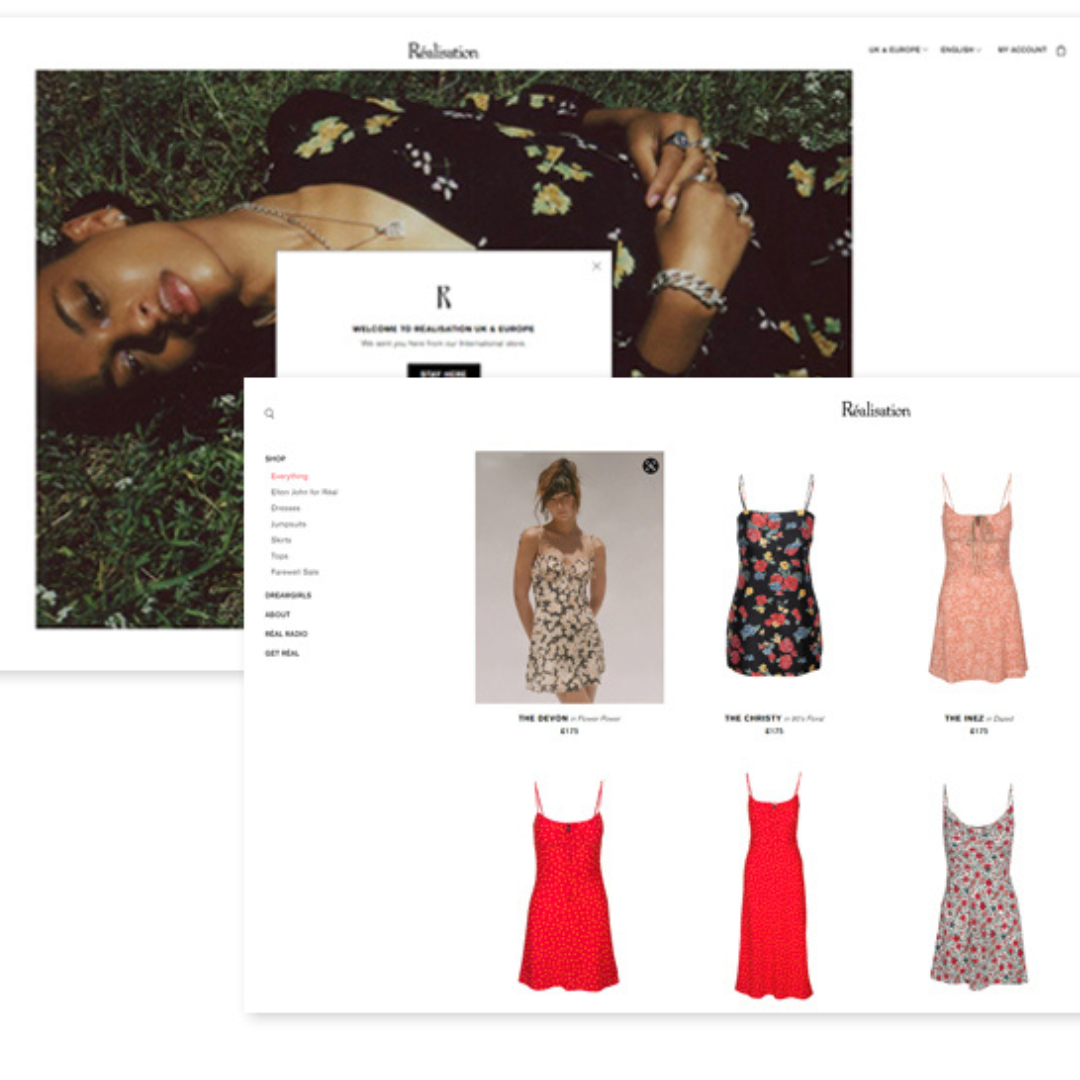 Réalisation
UK & EUROPE
ENGLISH
MY ACCOUNT
R
WELCOME TO REALISATION UK & EUROPE
We sent you here from our International store.
STAY HERE
Réalisation
SHOP
Everything
Elton John for Réal
Dresses
Jumpsuits
Skirts
Tops
Farewell Sale
DREAMGIRLS
ABOUT
RÉAL RADIO
GET RÉAL
THE DEVON in Flower Power
£175
THE CHRISTY in 90's Floral
£175
THE INEZ in Dazed
£175